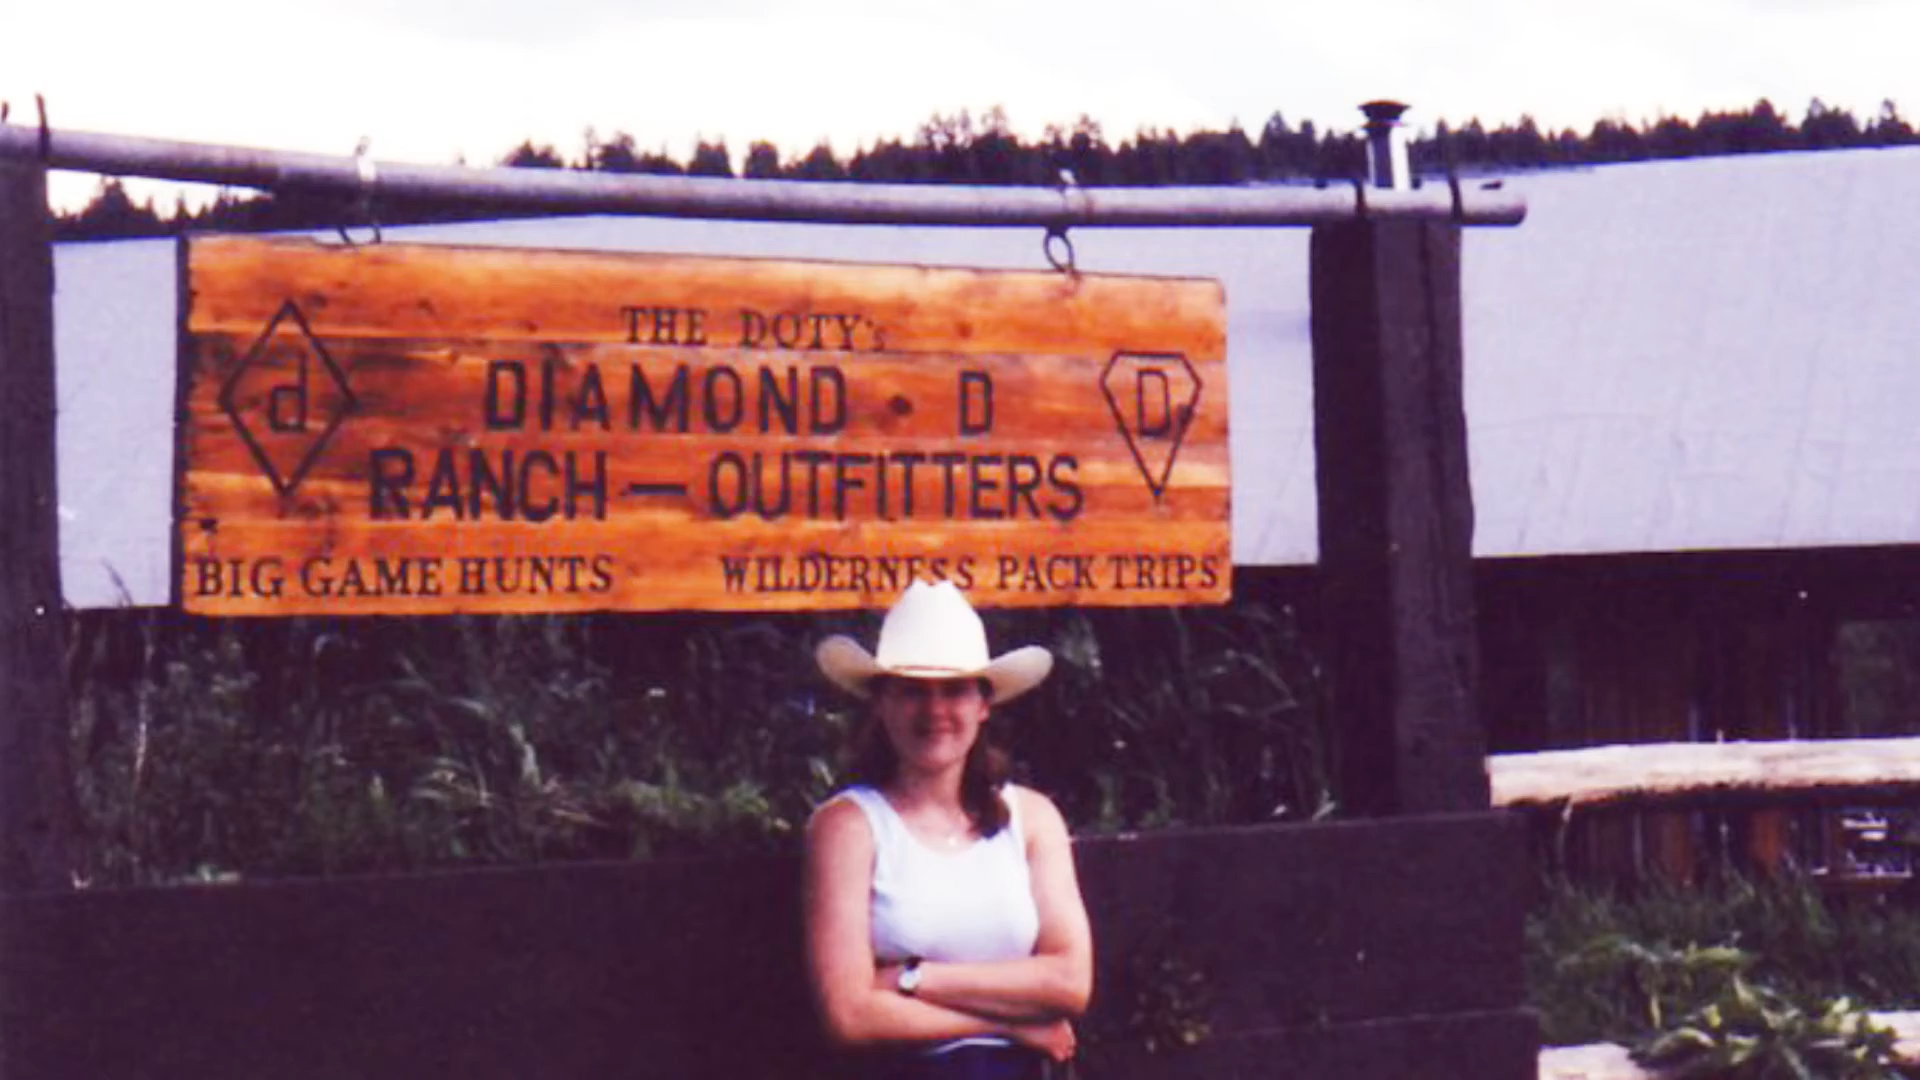 THE DOTY's
d
DIAMOND • D
D
RANCH — OUTFITTERS
BIG GAME HUNTS WILDERNESS PACK TRIPS